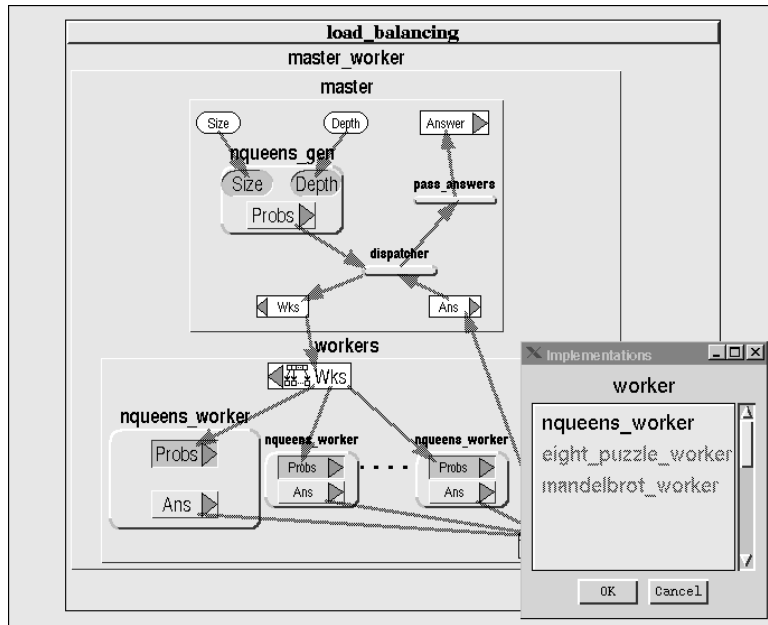 load_balancing
master_worker
master
Size
Depth
Answer
nqueens_gen
Size
Depth
pass_answers
Probs
dispatcher
Wks
Ans
workers
Wks
nqueens_worker
nqueens_worker
nqueens_worker
Probs
Probs
Probs
Ans
Ans
Ans
Implementations
worker
nqueens_worker
eight_puzzle_worker
mandelbrot_worker
OK
Cancel